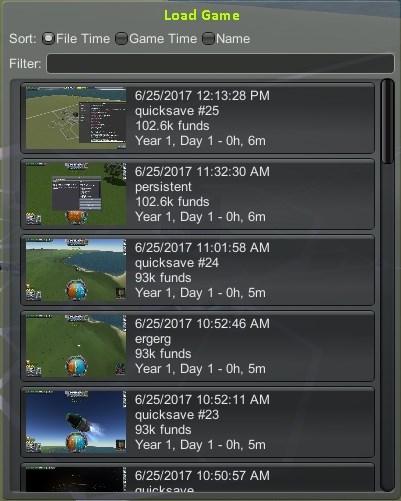 Load Game
Sort: File Time Game Time Name
Filter:
6/25/2017 12:13:28 PM
quicksave #25
102.6k funds
Year 1, Day 1 - 0h, 6m
6/25/2017 11:32:30 AM
persistent
102.6k funds
Year 1, Day 1 - 0h, 6m
6/25/2017 11:01:58 AM
quicksave #24
93k funds
Year 1, Day 1 - 0h, 5m
6/25/2017 10:52:46 AM
ergerg
93k funds
Year 1, Day 1 - 0h, 5m
6/25/2017 10:52:11 AM
quicksave #23
93k funds
Year 1, Day 1 - 0h, 5m
6/25/2017 10:50:57 AM
quicksave